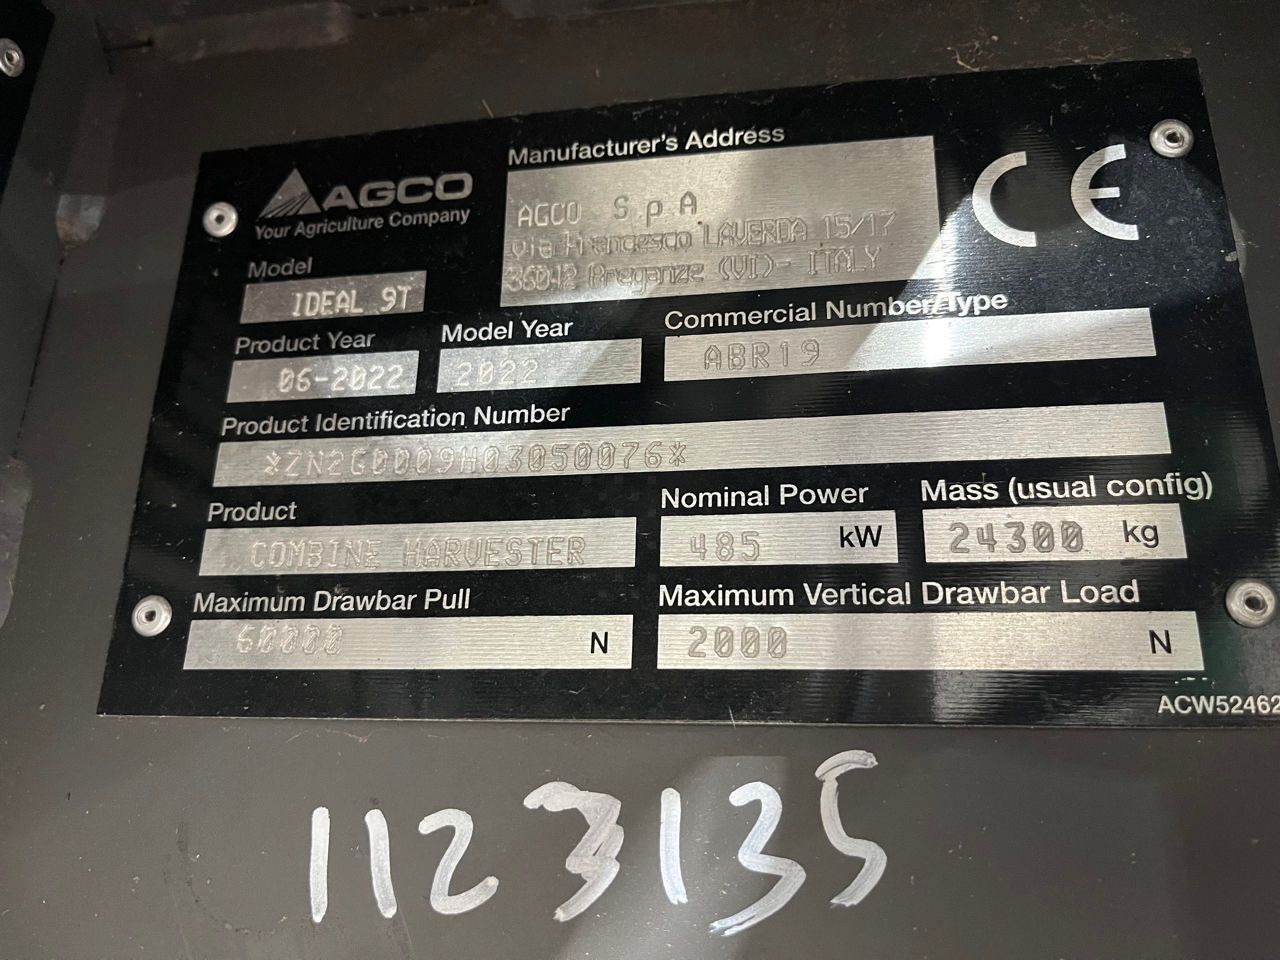 AGCO
Your Agriculture Company
Manufacturer's Address
AGCO S p A
via Francesco LAVERDA 15/17
36042 Breganze (VI)- ITALY
CE
Model
IDEAL 9T
Product Year
06-2022
Model Year
2022
Commercial Number/Type
ABR19
Product Identification Number
*ZN2G0009H03050076*
Product
COMBINE HARVESTER
Nominal Power
485 kW
Mass (usual config)
24300 kg
Maximum Drawbar Pull
60000 N
Maximum Vertical Drawbar Load
2000 N
ACW52462
1123135